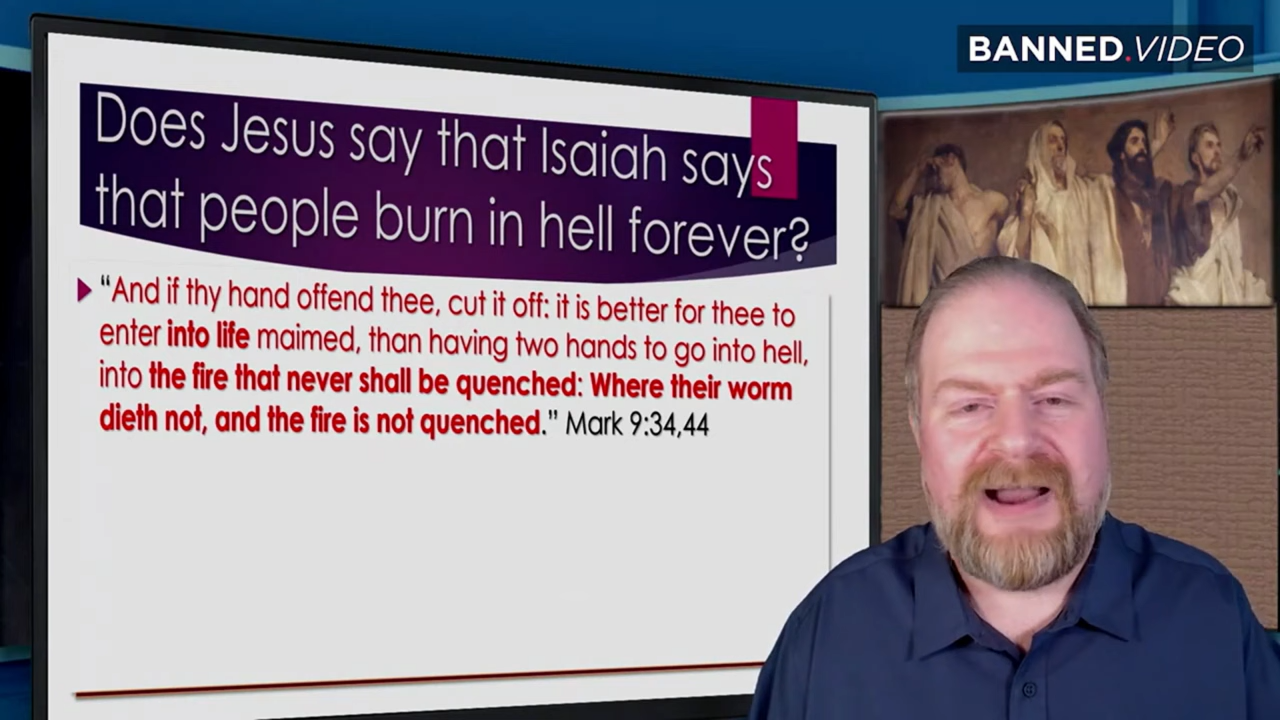 BANNED.VIDEO
Does Jesus say that Isaiah says
that people burn in hell forever?
“And if thy hand offend thee, cut it off: it is better for thee to
enter into life maimed, than having two hands to go into hell,
into the fire that never shall be quenched: Where their worm
dieth not, and the fire is not quenched.” Mark 9:34,44